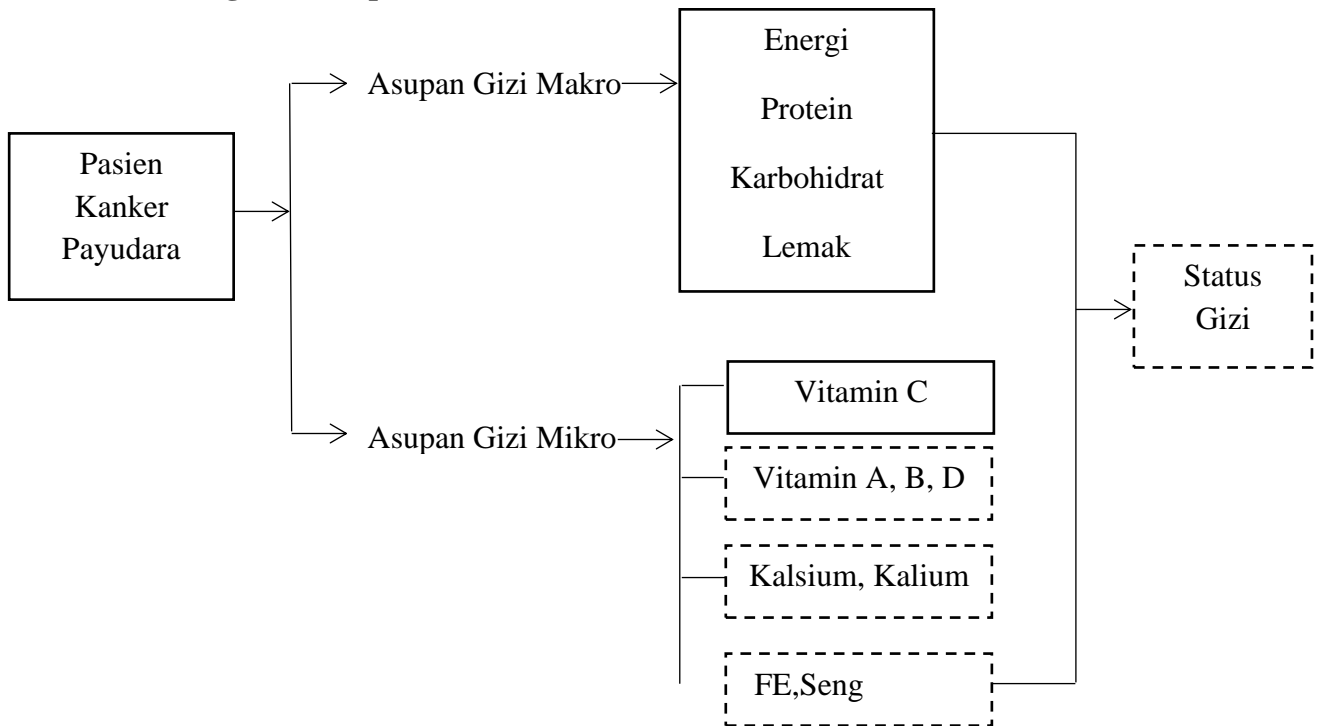 Energi
Asupan Gizi Makro
Protein
Pasien
Kanker
Payudara
Karbohidrat
Lemak
Status
Gizi
Vitamin C
Asupan Gizi Mikro
Vitamin A, B, D
Kalsium, Kalium
FE,Seng